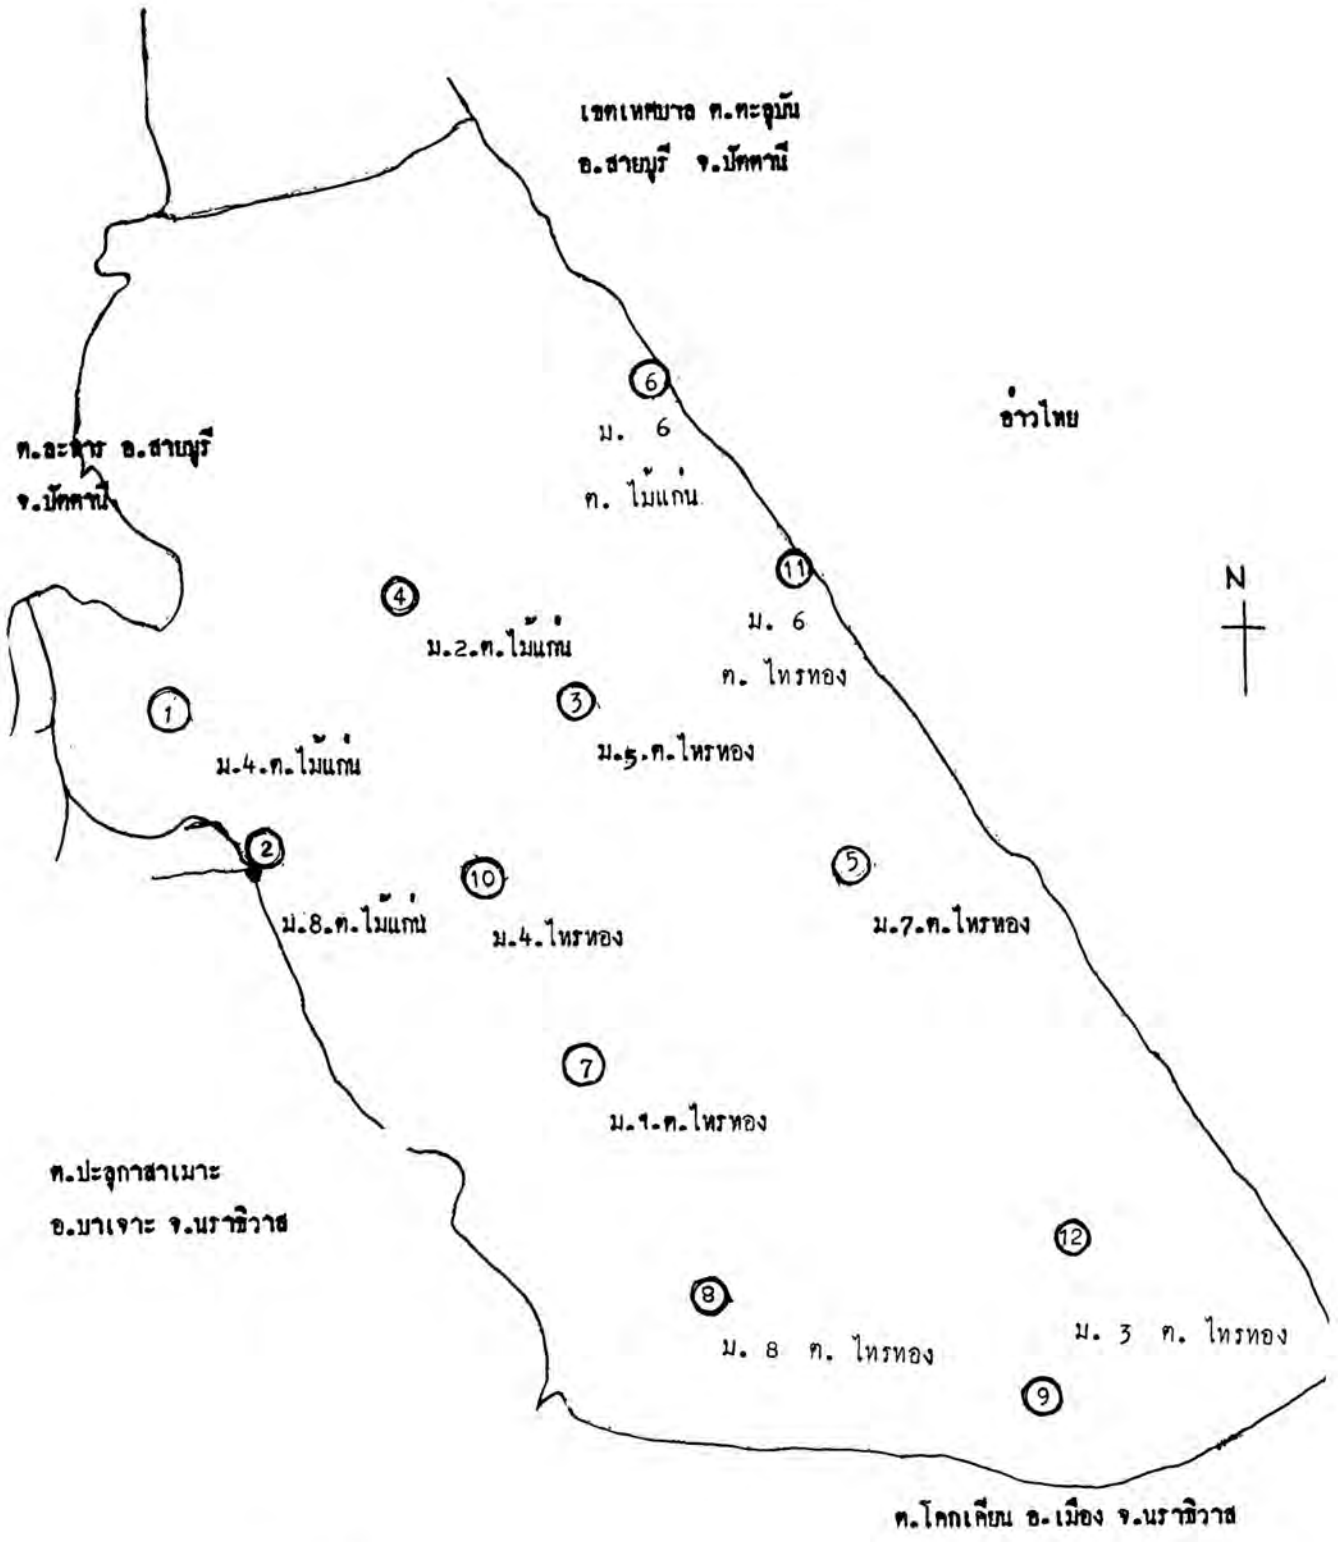 เขตเทศบาล ต.ตะลุบัน
อ.สายบุรี จ.ปัตตานี
6
ม. 6
ต. ไม้แก่น
อ่าวไทย
ต.ละหาร อ.สายบุรี
จ.ปัตตานี
11
ม. 6
ต. ไทรทอง
N
4
ม.2.ต.ไม้แก่น
3
ม.5.ต.ไทรทอง
1
ม.4.ต.ไม้แก่น
2
ม.8.ต.ไม้แก่น
10
ม.4.ไทรทอง
5
ม.7.ต.ไทรทอง
7
ม.1.ต.ไทรทอง
ต.ปะลุกาสาเมาะ
อ.บาเจาะ จ.นราธิวาส
12
ม. 3 ต. ไทรทอง
8
ม. 8 ต. ไทรทอง
9
ต.โคกเคียน อ.เมือง จ.นราธิวาส